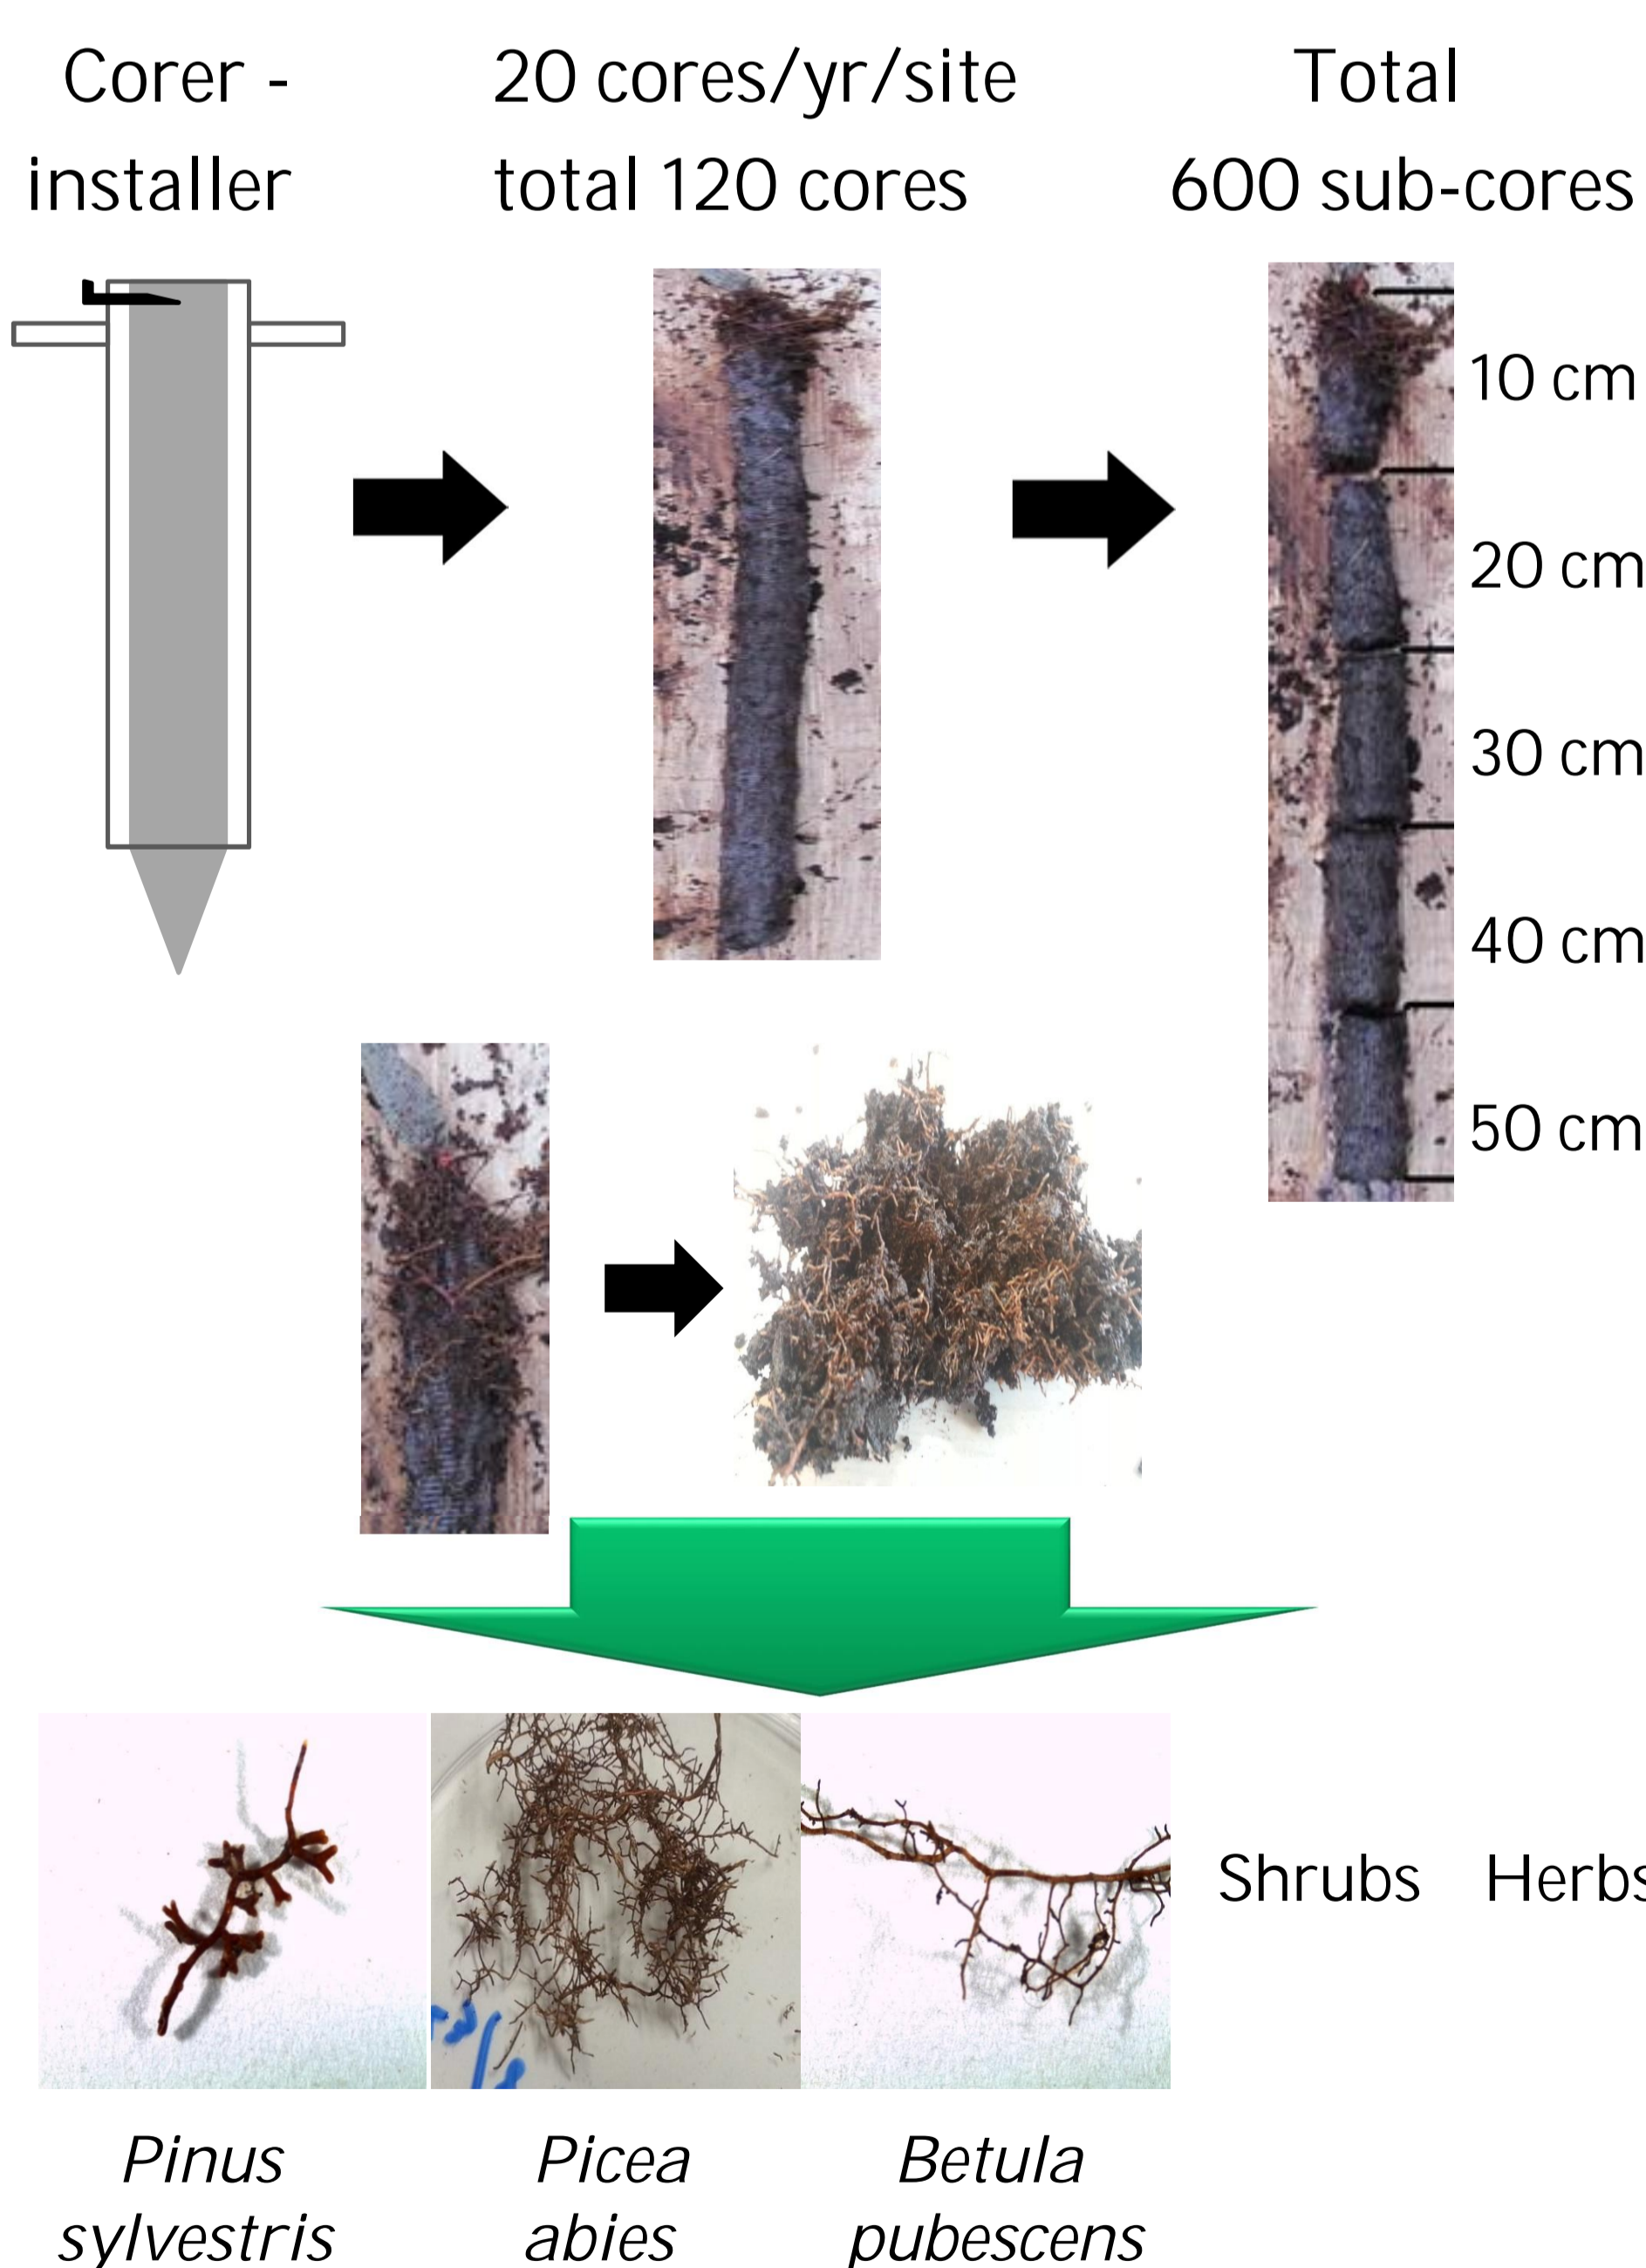 Corer -
installer
20 cores/yr/site
total 120 cores
Total
600 sub-cores
10 cm
20 cm
30 cm
40 cm
50 cm
Shrubs
Herbs
Pinus
sylvestris
Picea
abies
Betula
pubescens